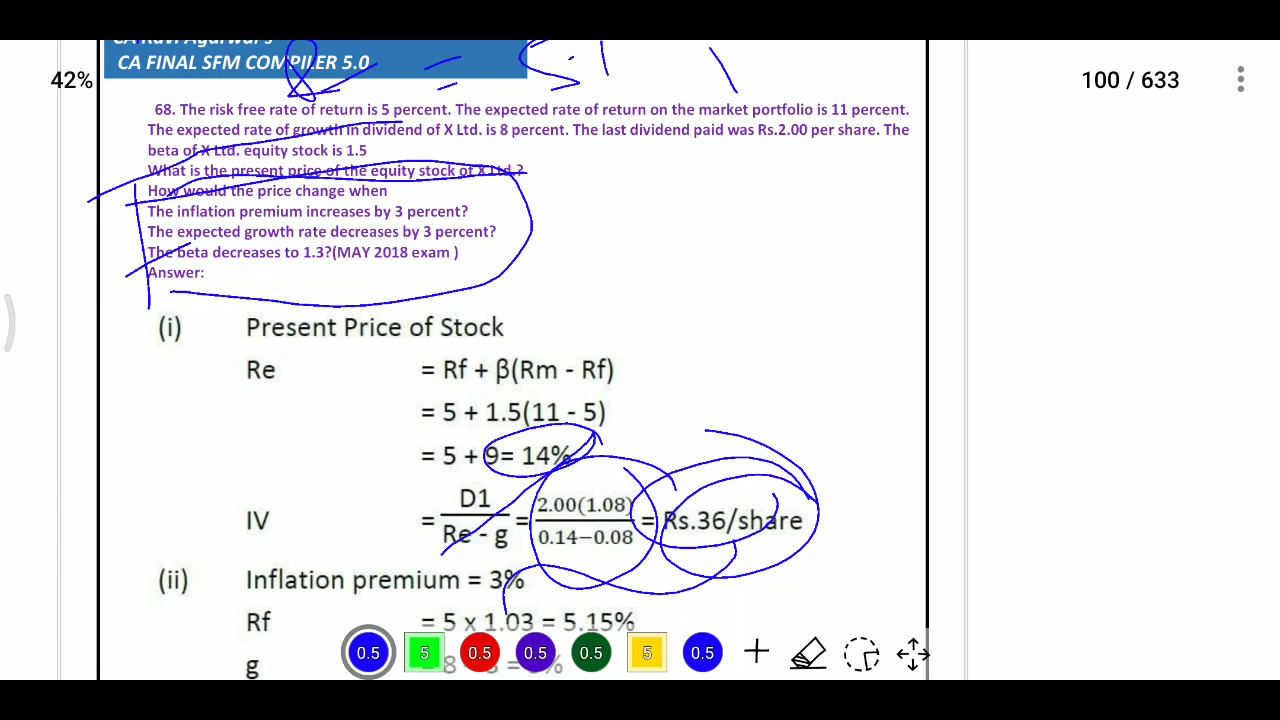 CA Ravi Agarwal's
CA FINAL SFM COMPILER 5.0
42%
100 / 633
68. The risk free rate of return is 5 percent. The expected rate of return on the market portfolio is 11 percent.
The expected rate of growth in dividend of X Ltd. is 8 percent. The last dividend paid was Rs.2.00 per share. The
beta of X Ltd. equity stock is 1.5
What is the present price of the equity stock of X Ltd.?
How would the price change when
The inflation premium increases by 3 percent?
The expected growth rate decreases by 3 percent?
The beta decreases to 1.3?(MAY 2018 exam )
Answer:
(i) Present Price of Stock
Re = Rf + β(Rm - Rf)
= 5 + 1.5(11 - 5)
= 5 + 9= 14%
IV = D1 / Re - g = 2.00(1.08) / 0.14−0.08 = Rs.36/share
(ii) Inflation premium = 3%
Rf = 5 x 1.03 = 5.15%
g = 8
0.5 5 0.5 0.5 0.5 5 0.5